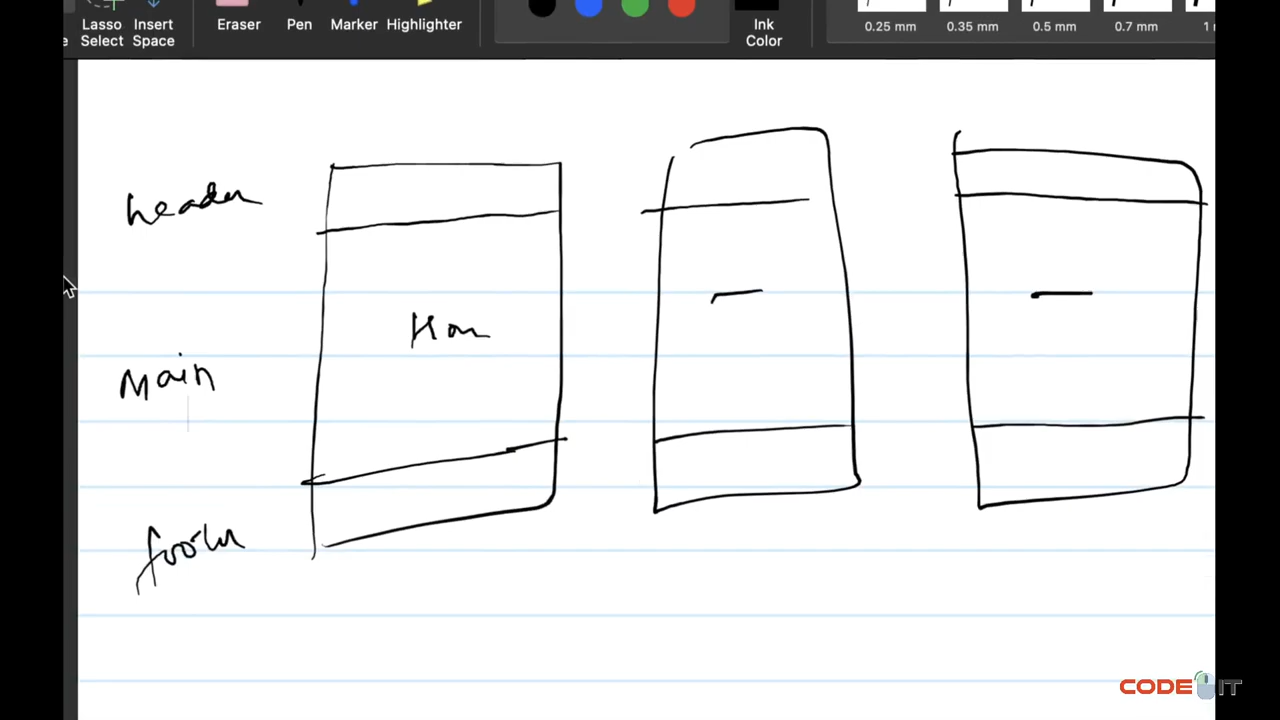 Lasso Select
Insert Space
Eraser
Pen
Marker
Highlighter
Ink Color
0.25 mm
0.35 mm
0.5 mm
0.7 mm
header
Main
footer
CODE IT